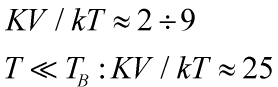 KV / kT ≈ 2 ÷ 9
T ≪ T_B : KV / kT ≈ 25